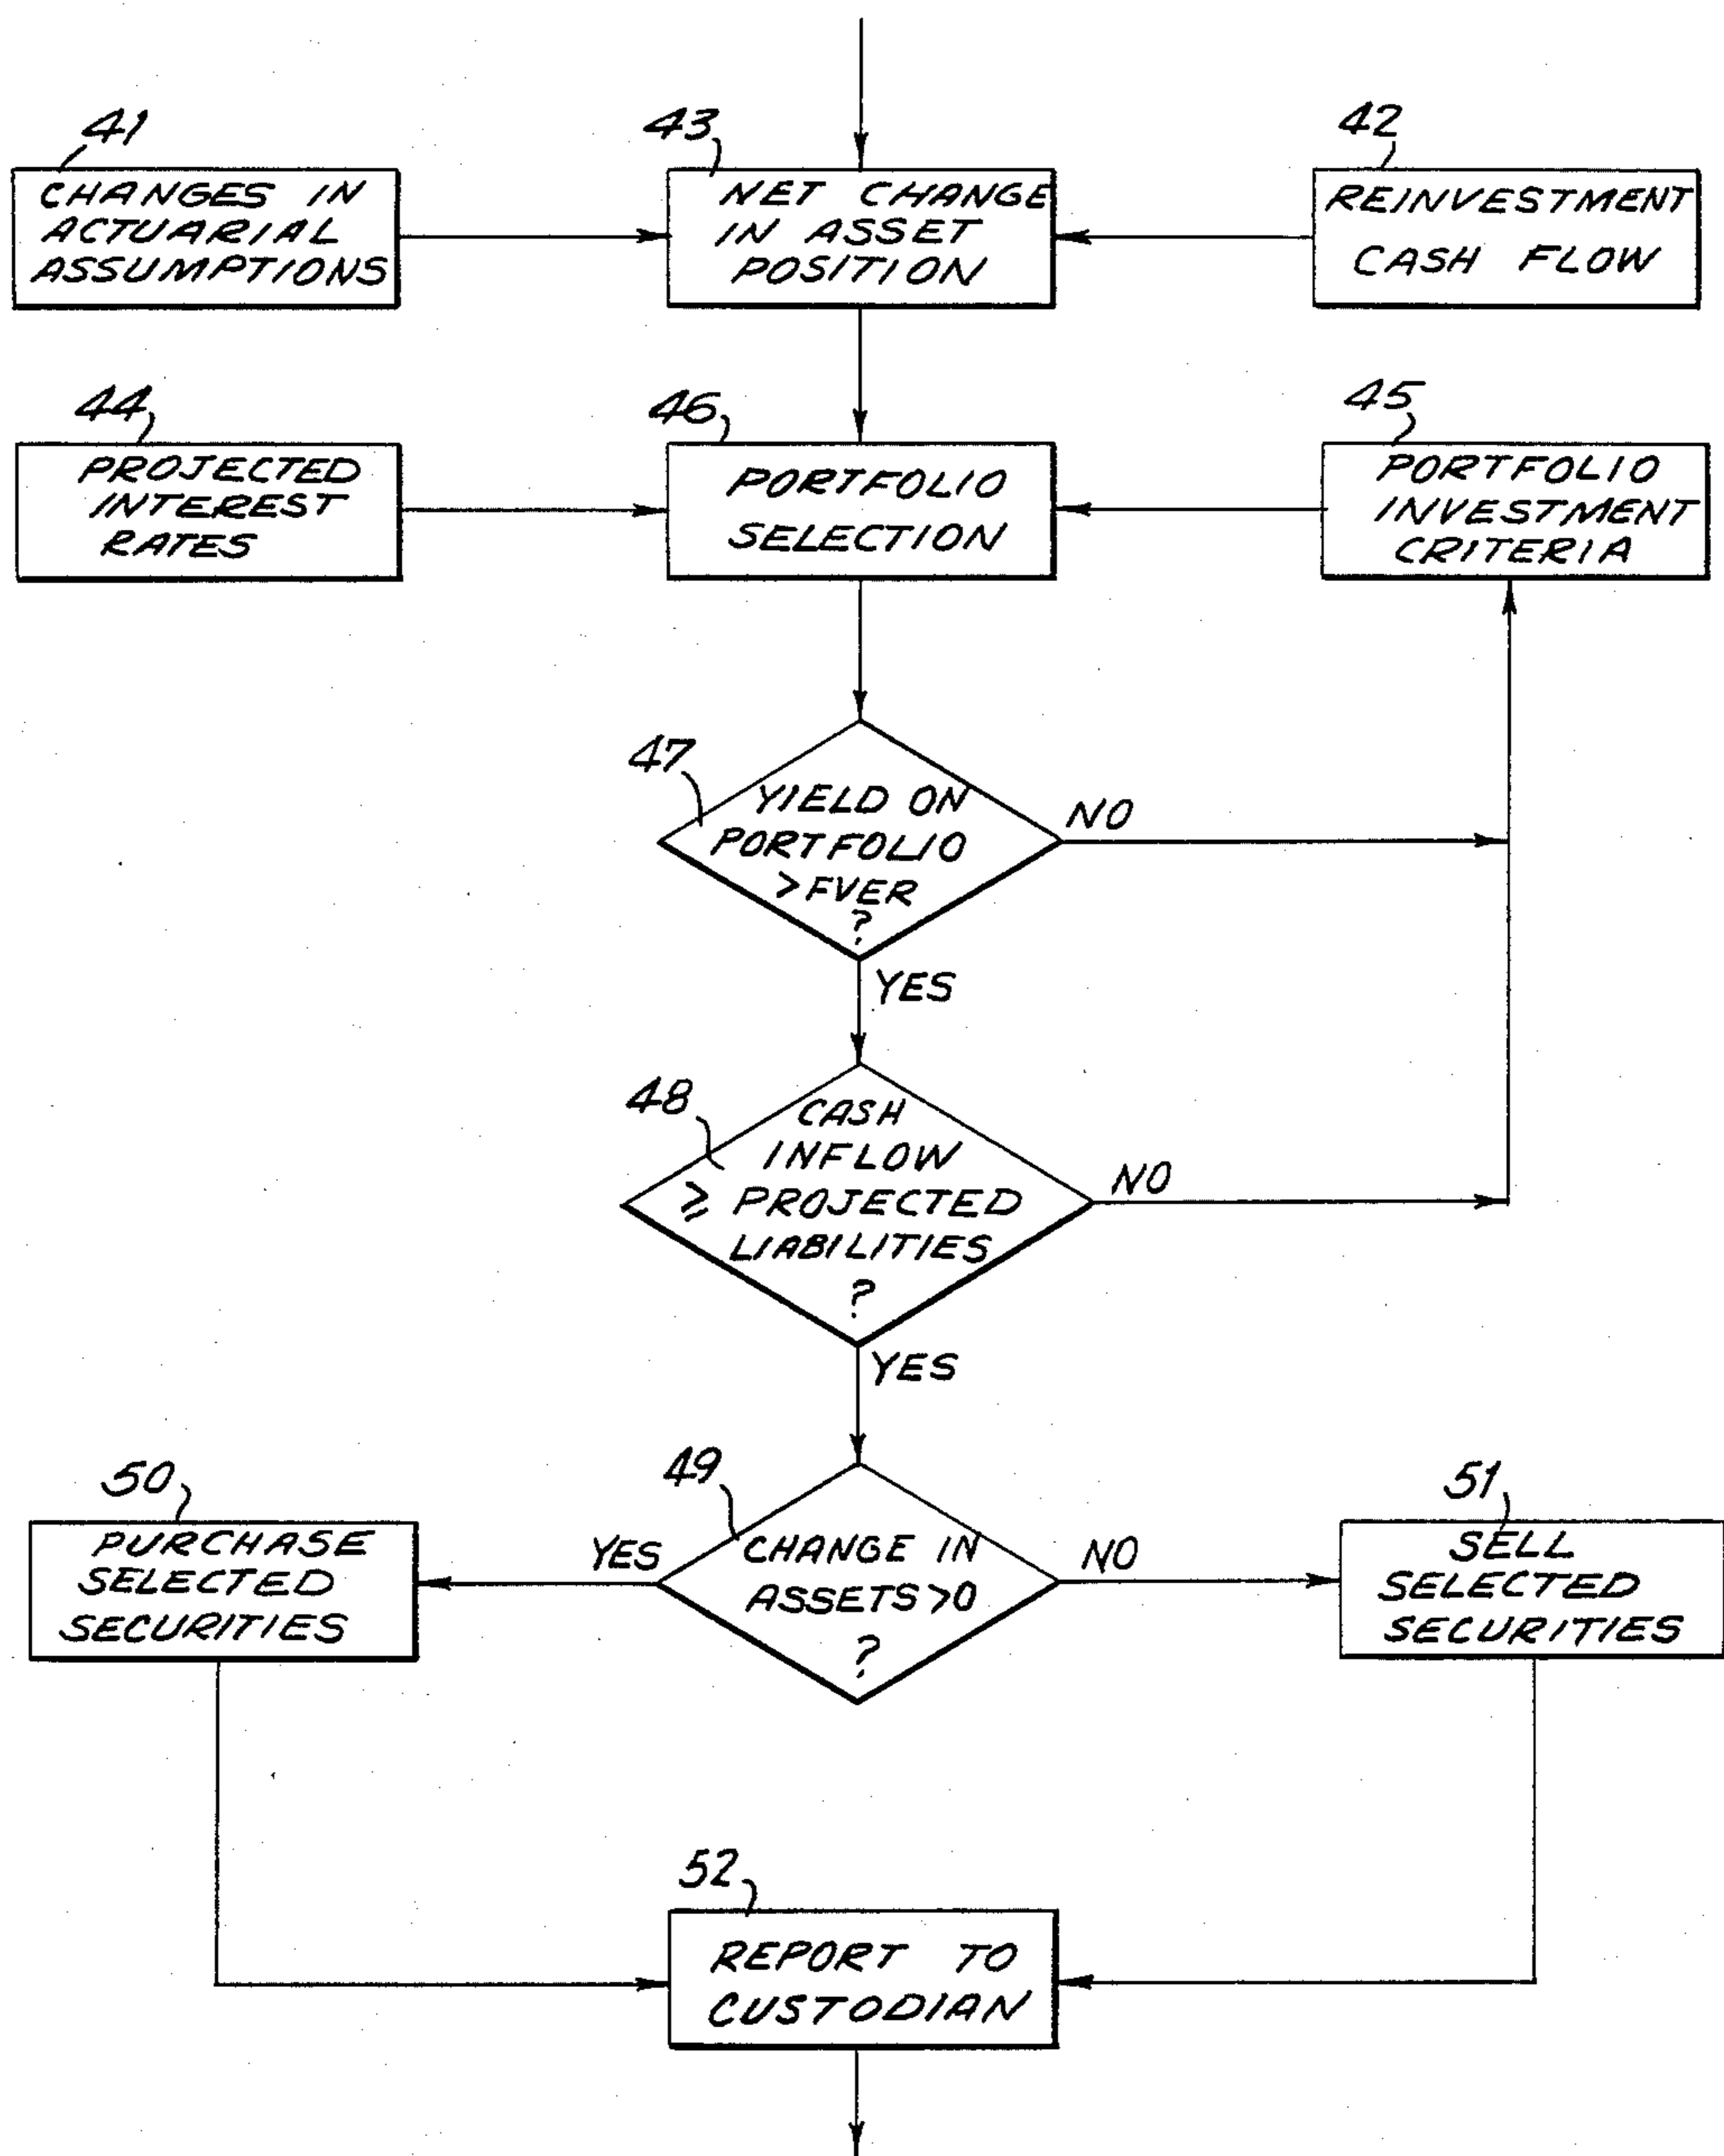 41
CHANGES IN
ACTUARIAL
ASSUMPTIONS
43
NET CHANGE
IN ASSET
POSITION
42
REINVESTMENT
CASH FLOW
44
PROJECTED
INTEREST
RATES
46
PORTFOLIO
SELECTION
45
PORTFOLIO
INVESTMENT
CRITERIA
47
YIELD ON
PORTFOLIO
>FVER
?
NO
YES
48
CASH
INFLOW
≥ PROJECTED
LIABILITIES
?
NO
YES
49
CHANGE IN
ASSETS>0
?
YES
NO
50
PURCHASE
SELECTED
SECURITIES
51
SELL
SELECTED
SECURITIES
52
REPORT TO
CUSTODIAN